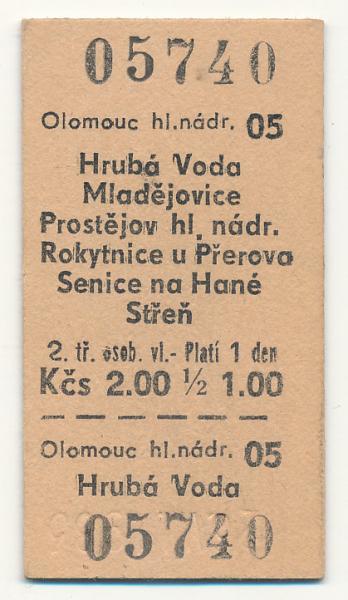 05740
Olomouc hl.nádr. 05
Hrubá Voda
Mladějovice
Prostějov hl. nádr.
Rokytnice u Přerova
Senice na Hané
Střeň
2. tř. osob. vl.- Platí 1 den
Kčs 2.00 ½ 1.00
Olomouc hl.nádr. 05
Hrubá Voda
05740